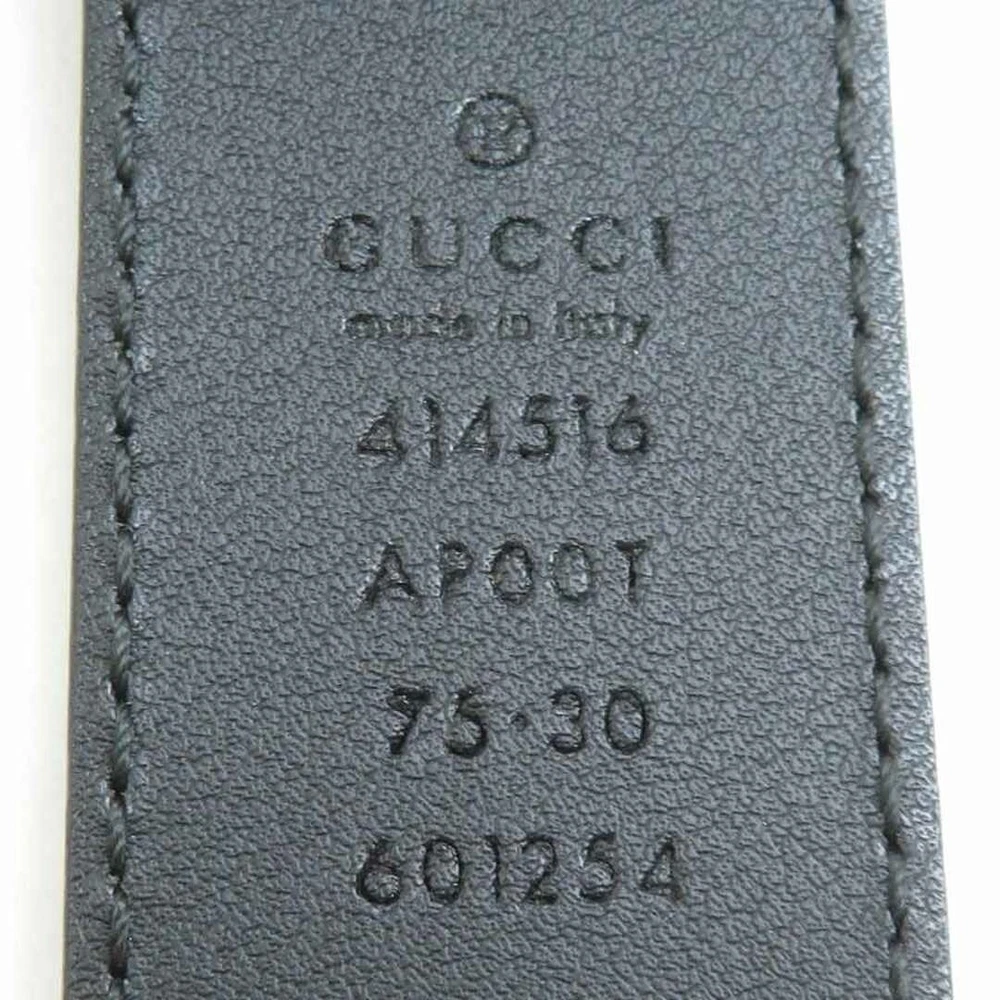 GUCCI
made in italy
414516
AP00T
75·30
601254